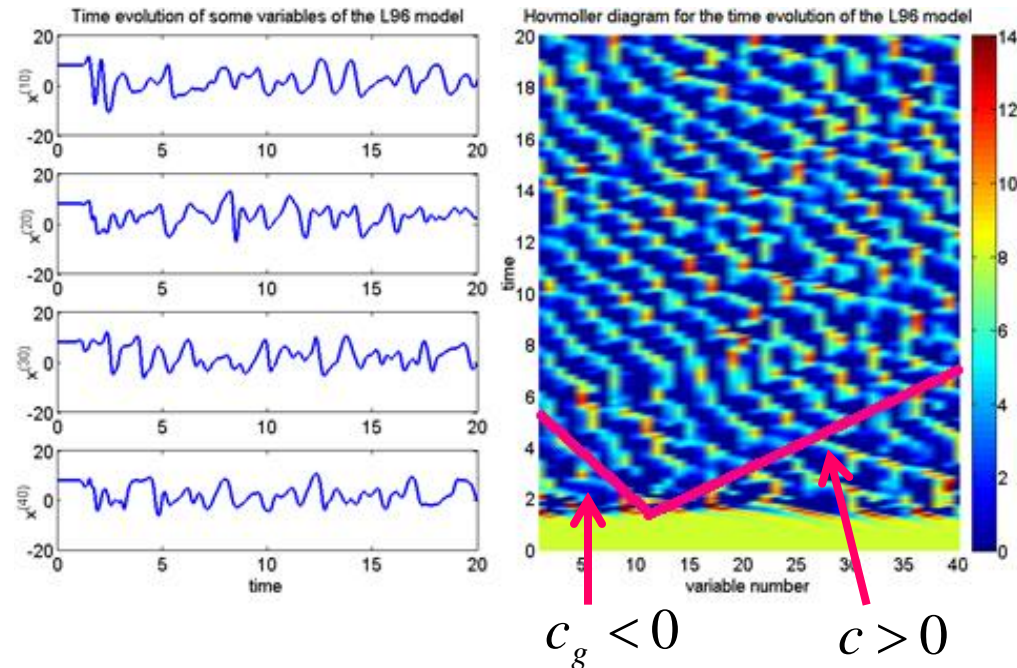 Time evolution of some variables of the L96 model
20
0
-20
x(10)
0 5 10 15 20
20
0
-20
x(20)
0 5 10 15 20
20
0
-20
x(30)
0 5 10 15 20
20
0
-20
x(40)
0 5 10 15 20
time
Hovmoller diagram for the time evolution of the L96 model
20
18
16
14
12
10
8
6
4
2
0
time
5 10 15 20 25 30 35 40
variable number
14
12
10
8
6
4
2
0
c_g < 0
c > 0